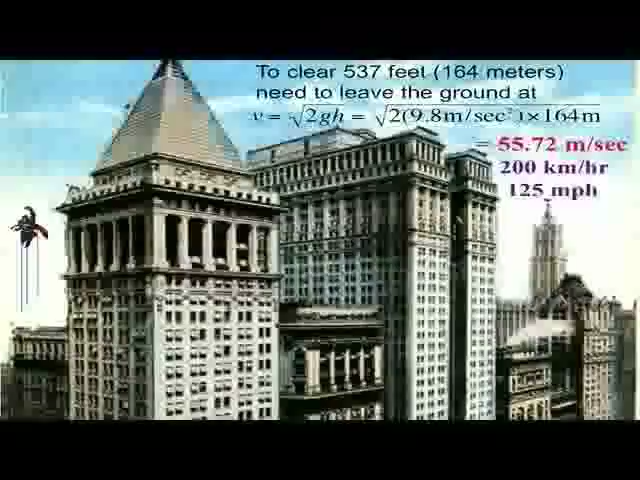 To clear 537 feet (164 meters)
need to leave the ground at
v = √2gh = √2(9.8m/sec²)×164m
= 55.72 m/sec
200 km/hr
125 mph